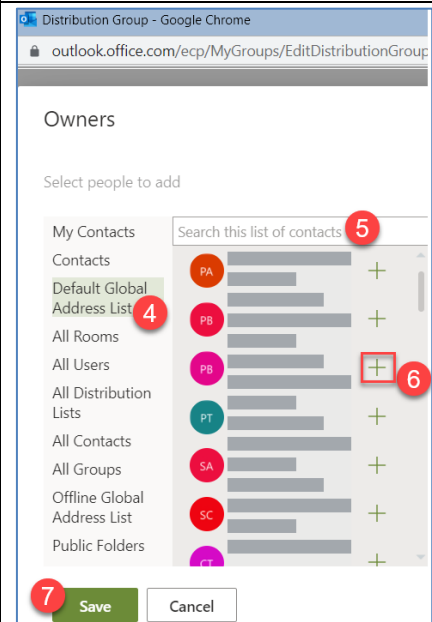 Distribution Group - Google Chrome
outlook.office.com/ecp/MyGroups/EditDistributionGroup
Owners
Select people to add
My Contacts
Search this list of contacts
5
Contacts
PA
Default Global
Address List
4
PB
All Rooms
All Users
PB
6
All Distribution
Lists
PT
All Contacts
All Groups
SA
Offline Global
Address List
SC
Public Folders
CT
7
Save
Cancel